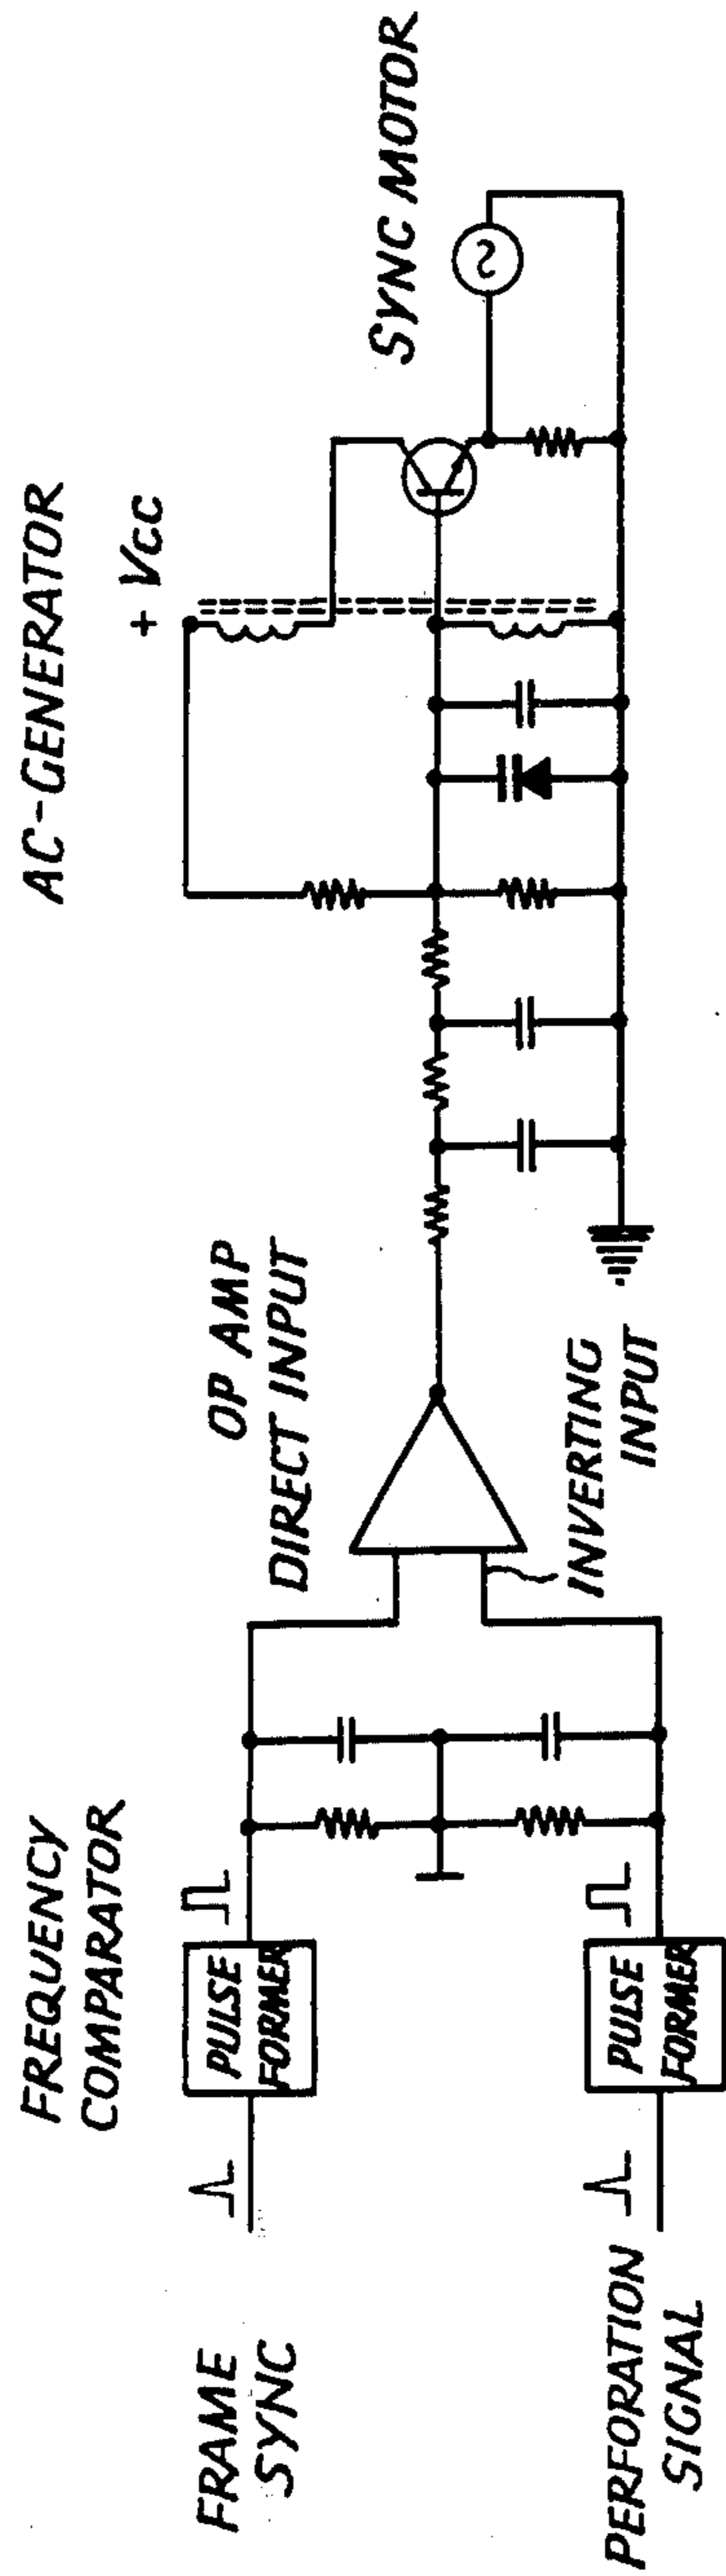 FREQUENCY
COMPARATOR
AC-GENERATOR
FRAME
SYNC
PULSE
FORMER
OP AMP
DIRECT INPUT
+ Vcc
SYNC MOTOR
INVERTING
INPUT
PERFORATION
SIGNAL
PULSE
FORMER